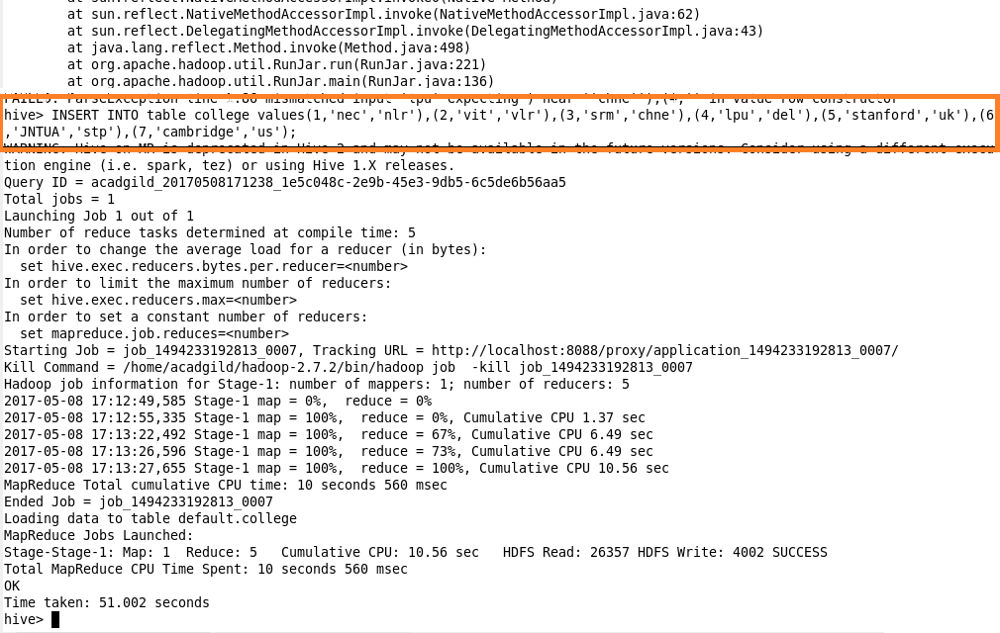 at sun.reflect.NativeMethodAccessorImpl.invoke(NativeMethodAccessorImpl.java:62)
at sun.reflect.DelegatingMethodAccessorImpl.invoke(DelegatingMethodAccessorImpl.java:43)
at java.lang.reflect.Method.invoke(Method.java:498)
at org.apache.hadoop.util.RunJar.run(RunJar.java:221)
at org.apache.hadoop.util.RunJar.main(RunJar.java:136)
FAILED: ParseException line 1:86 mismatched input 'lpu' expecting ) near ''chne''),(4,'' in value row constructor
hive> INSERT INTO table college values(1,'nec','nlr'),(2,'vit','vlr'),(3,'srm','chne'),(4,'lpu','del'),(5,'stanford','uk'),(6
,'JNTUA','stp'),(7,'cambridge','us');
WARNING: Hive-on-MR is deprecated in Hive 2 and may not be available in the future versions. Consider using a different execu
tion engine (i.e. spark, tez) or using Hive 1.X releases.
Query ID = acadgild_20170508171238_1e5c048c-2e9b-45e3-9db5-6c5de6b56aa5
Total jobs = 1
Launching Job 1 out of 1
Number of reduce tasks determined at compile time: 5
In order to change the average load for a reducer (in bytes):
  set hive.exec.reducers.bytes.per.reducer=<number>
In order to limit the maximum number of reducers:
  set hive.exec.reducers.max=<number>
In order to set a constant number of reducers:
  set mapreduce.job.reduces=<number>
Starting Job = job_1494233192813_0007, Tracking URL = http://localhost:8088/proxy/application_1494233192813_0007/
Kill Command = /home/acadgild/hadoop-2.7.2/bin/hadoop job  -kill job_1494233192813_0007
Hadoop job information for Stage-1: number of mappers: 1; number of reducers: 5
2017-05-08 17:12:49,585 Stage-1 map = 0%,  reduce = 0%
2017-05-08 17:12:55,335 Stage-1 map = 100%,  reduce = 0%, Cumulative CPU 1.37 sec
2017-05-08 17:13:22,492 Stage-1 map = 100%,  reduce = 67%, Cumulative CPU 6.49 sec
2017-05-08 17:13:26,596 Stage-1 map = 100%,  reduce = 73%, Cumulative CPU 6.49 sec
2017-05-08 17:13:27,655 Stage-1 map = 100%,  reduce = 100%, Cumulative CPU 10.56 sec
MapReduce Total cumulative CPU time: 10 seconds 560 msec
Ended Job = job_1494233192813_0007
Loading data to table default.college
MapReduce Jobs Launched:
Stage-Stage-1: Map: 1  Reduce: 5   Cumulative CPU: 10.56 sec   HDFS Read: 26357 HDFS Write: 4002 SUCCESS
Total MapReduce CPU Time Spent: 10 seconds 560 msec
OK
Time taken: 51.002 seconds
hive>